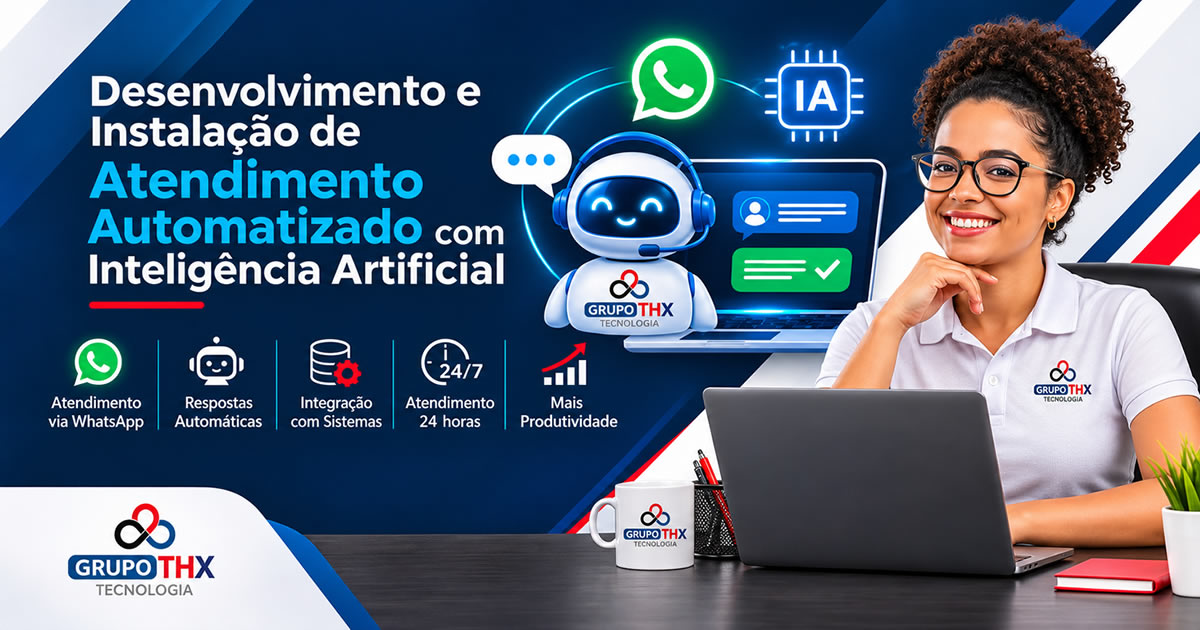 Desenvolvimento e
Instalação de
Atendimento
Automatizado com
Inteligência Artificial
IA
GRUPO THX
TECNOLOGIA
Atendimento
via WhatsApp
Respostas
Automáticas
Integração
com Sistemas
24/7
Atendimento
24 horas
Mais
Produtividade
GRUPO THX
TECNOLOGIA
GRUPO THX
TECNOLOGIA
GRUPO THX
TECNOLOGIA